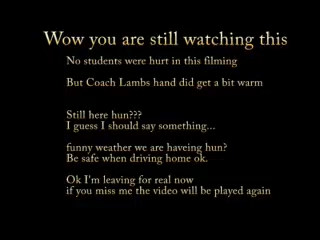 Wow you are still watching this
No students were hurt in this filming
But Coach Lambs hand did get a bit warm
Still here hun???
I guess I should say something...
funny weather we are haveing hun?
Be safe when driving home ok.
Ok I'm leaving for real now
if you miss me the video will be played again